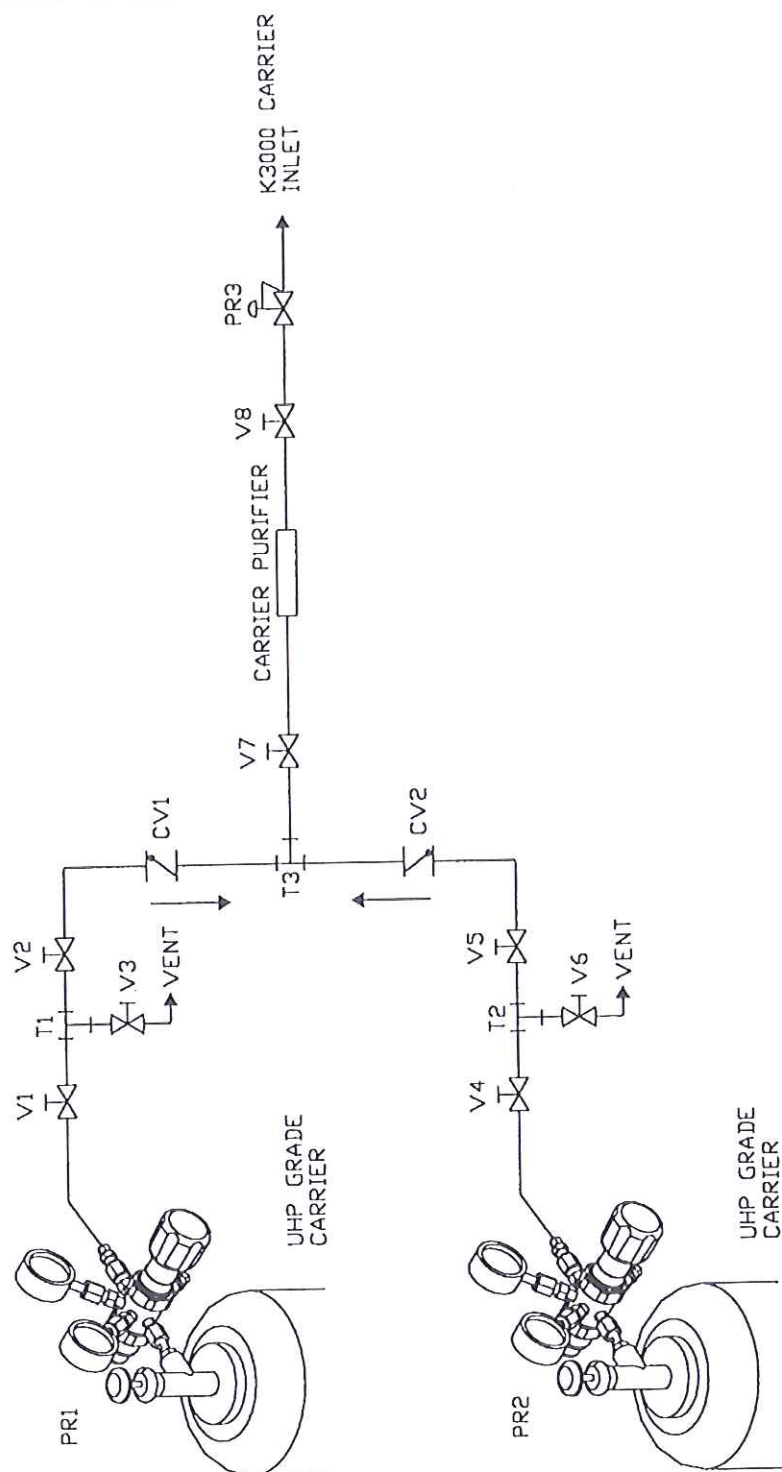 PR1
UHP GRADE
CARRIER
V1
T1
V3
VENT
V2
CV1
T3
CV2
V7
CARRIER PURIFIER
V8
PR3
K3000 CARRIER
INLET
PR2
UHP GRADE
CARRIER
V4
T2
V6
VENT
V5